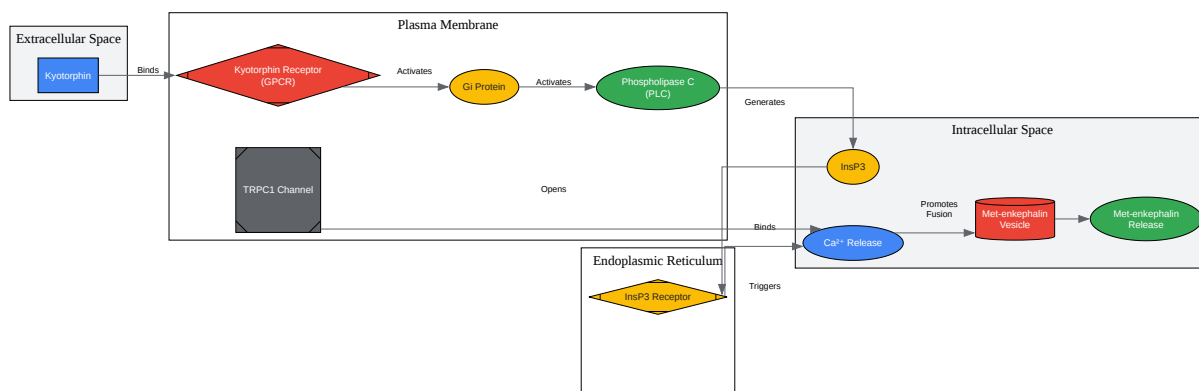 Extracellular Space
Kyotorphin
Binds
Plasma Membrane
Kyotorphin Receptor
(GPCR)
Activates
Gi Protein
Activates
Phospholipase C
(PLC)
Generates
TRPC1 Channel
Opens
Intracellular Space
InsP3
Binds
Ca²⁺ Release
Promotes
Fusion
Met-enkephalin
Vesicle
Met-enkephalin
Release
Endoplasmic Reticulum
InsP3 Receptor
Triggers